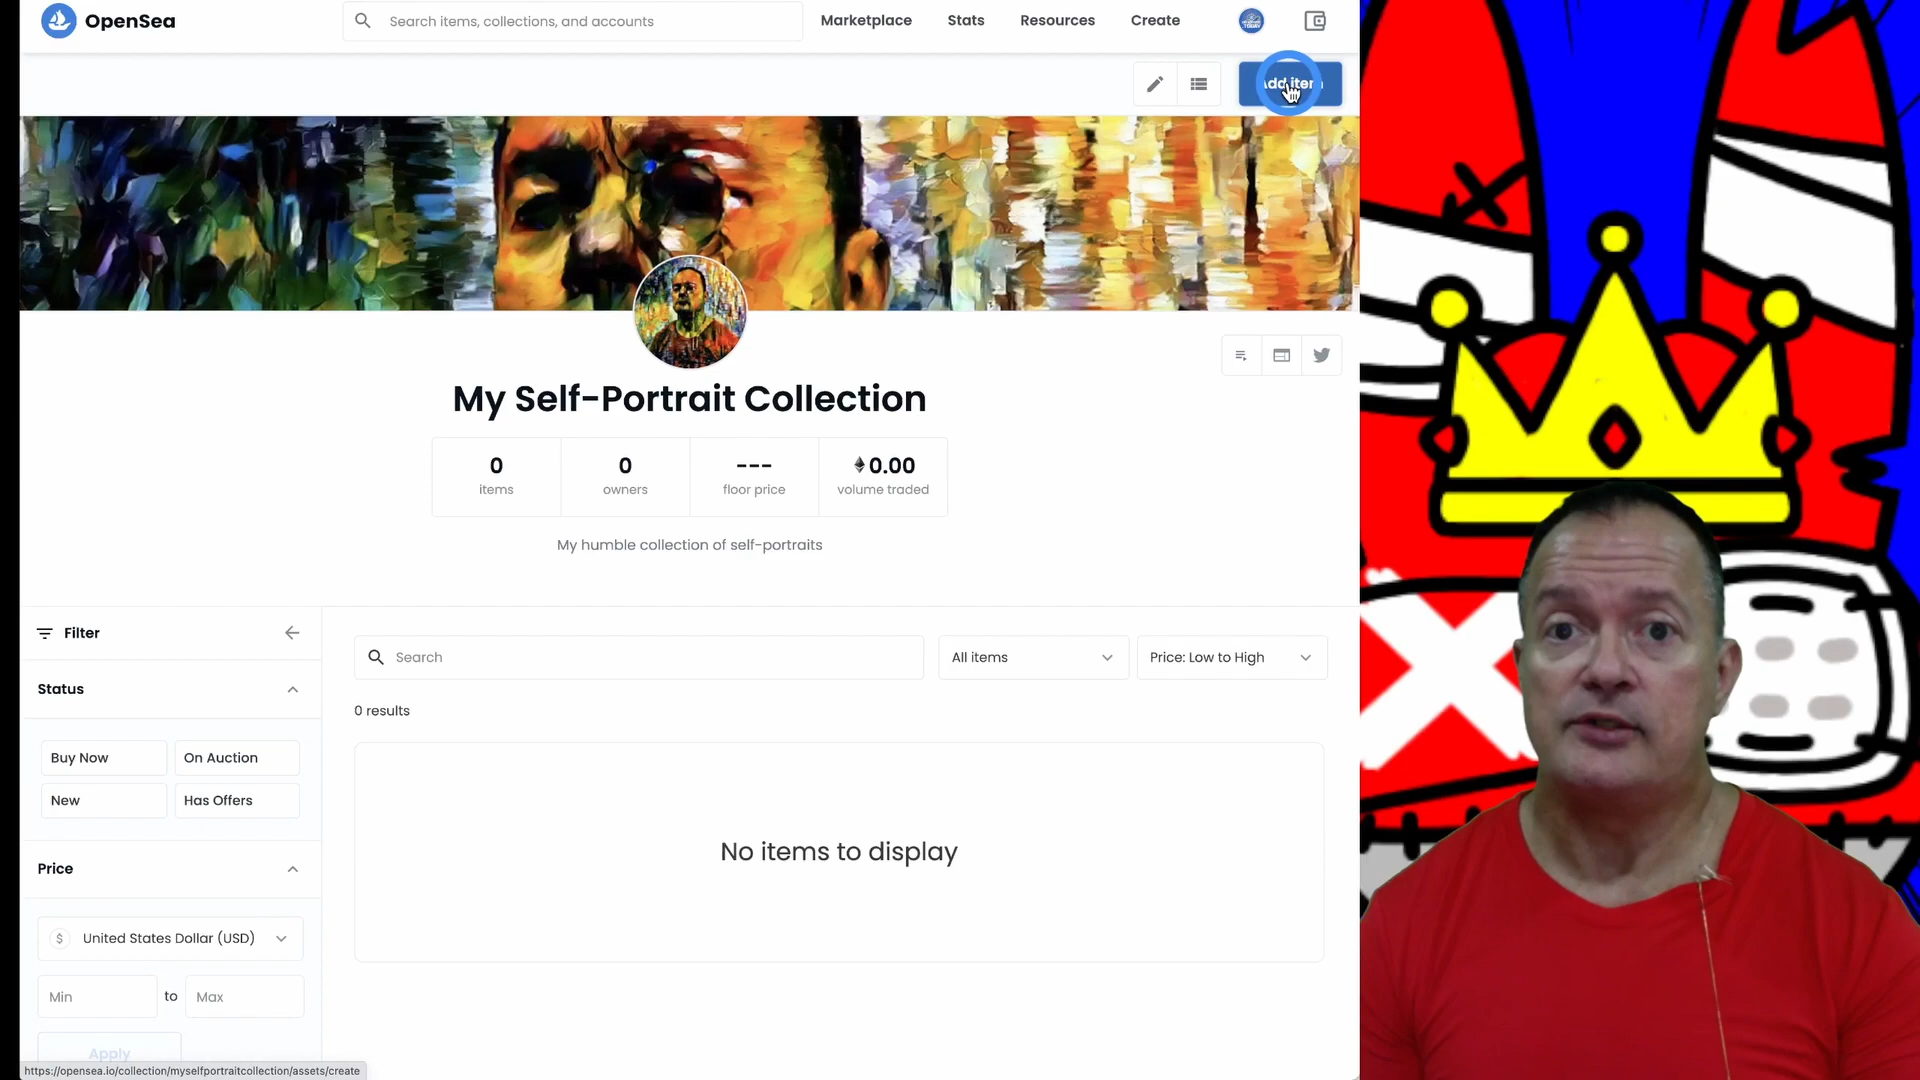 OpenSea
Search items, collections, and accounts
Marketplace
Stats
Resources
Create
Add item
My Self-Portrait Collection
0
items
0
owners
---
floor price
0.00
volume traded
My humble collection of self-portraits
Filter
Search
All items
Price: Low to High
Status
0 results
Buy Now
On Auction
New
Has Offers
No items to display
Price
$ United States Dollar (USD)
Min
to
Max
Apply
https://opensea.io/collection/myselfportraitcollection/assets/create